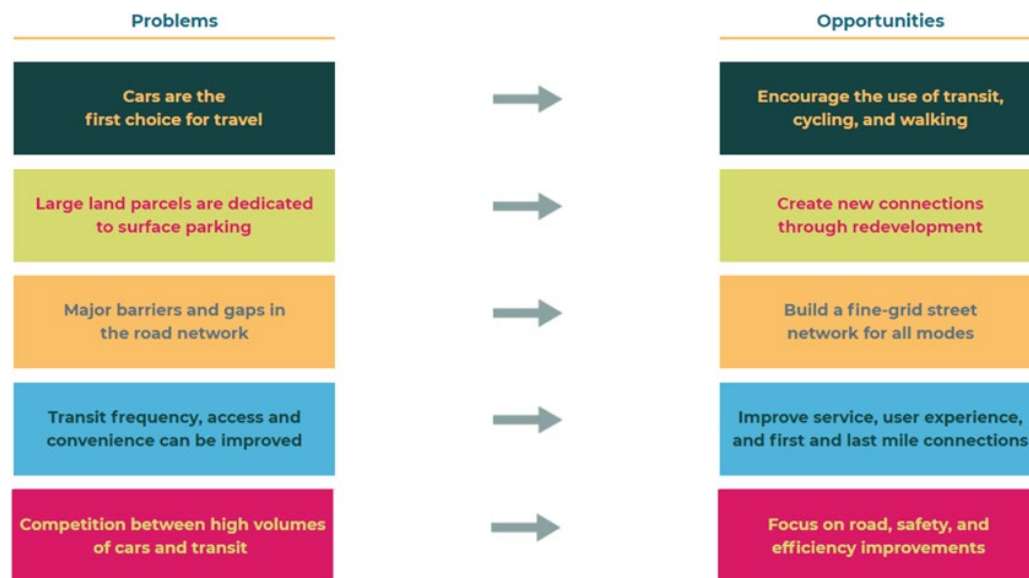 Problems
Opportunities
Cars are the
first choice for travel
Encourage the use of transit,
cycling, and walking
Large land parcels are dedicated
to surface parking
Create new connections
through redevelopment
Major barriers and gaps in
the road network
Build a fine-grid street
network for all modes
Transit frequency, access and
convenience can be improved
Improve service, user experience,
and first and last mile connections
Competition between high volumes
of cars and transit
Focus on road, safety, and
efficiency improvements